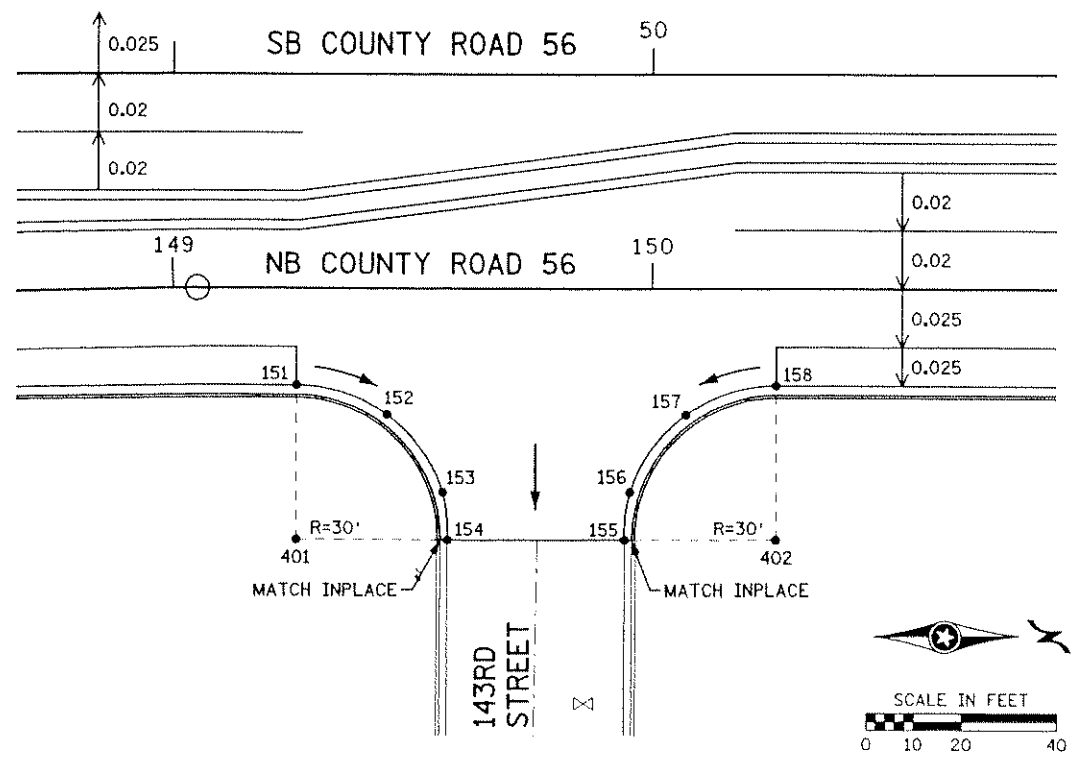 0.025
SB COUNTY ROAD 56
50
0.02
0.02
0.02
149
NB COUNTY ROAD 56
150
0.02
0.025
0.025
151
152
153
154
158
157
156
155
R=30'
401
R=30'
402
MATCH INPLACE
MATCH INPLACE
143RD
STREET
N
SCALE IN FEET
0 10 20 40